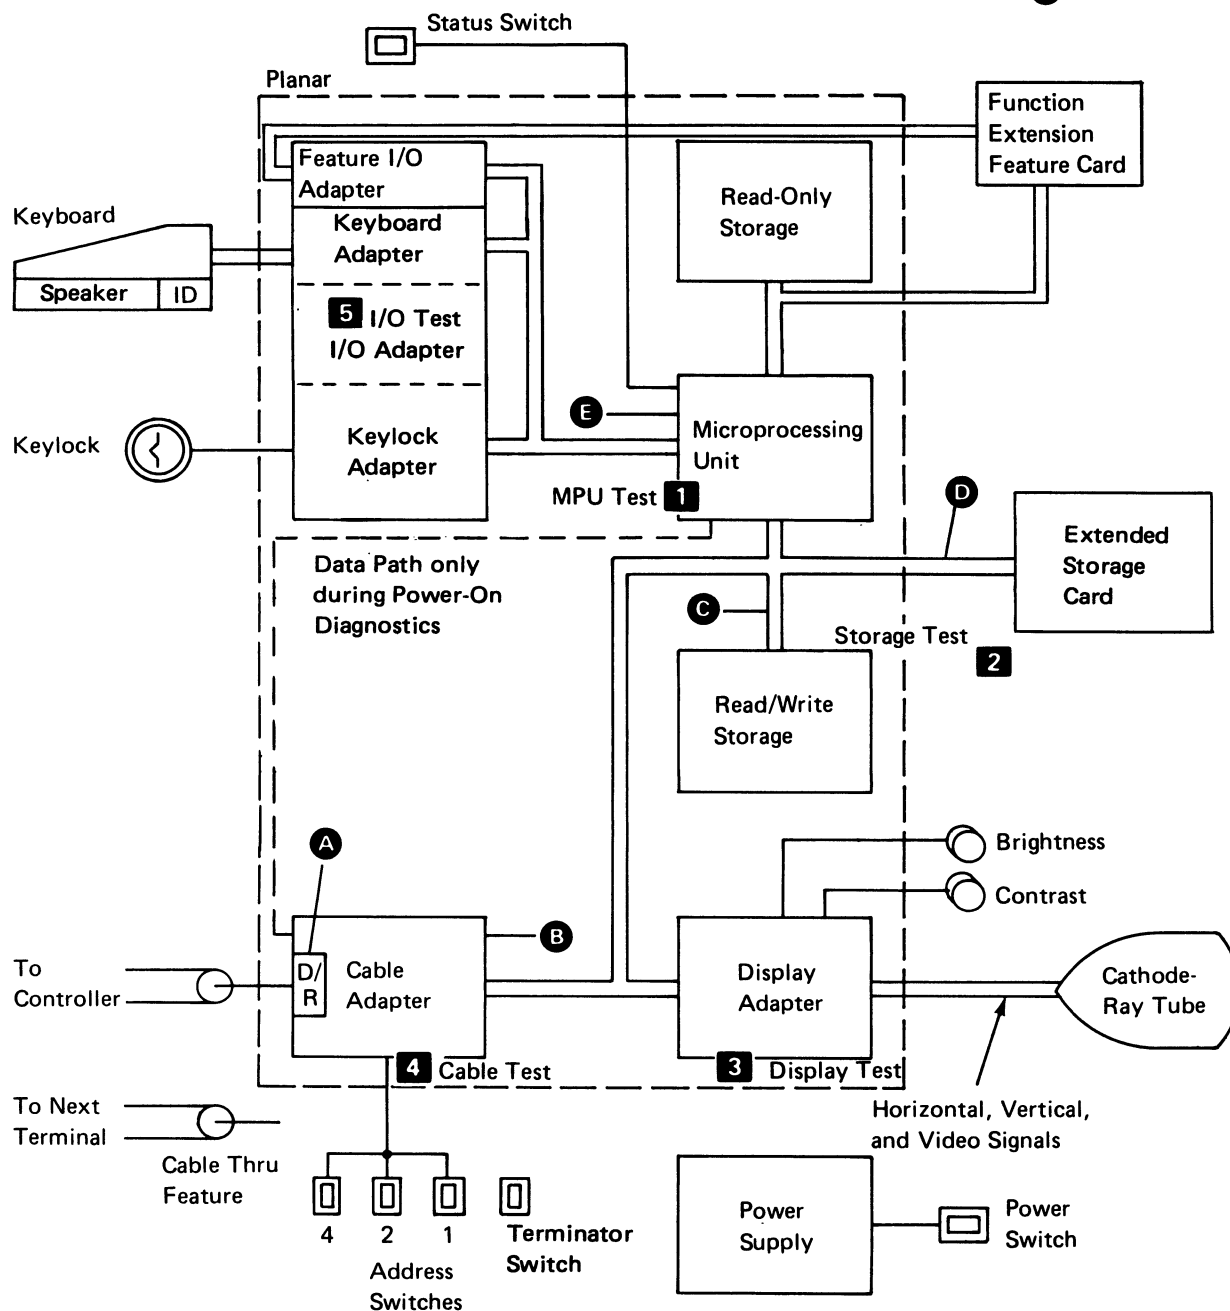 Status Switch
Planar
Function
Extension
Feature Card
Feature I/O
Adapter
Read-Only
Storage
Keyboard
Keyboard
Adapter
Speaker
ID
5 I/O Test
I/O Adapter
E
Microprocessing
Unit
Keylock
Keylock
Adapter
MPU Test 1
D
Extended
Storage
Card
Data Path only
during Power-On
Diagnostics
C
Storage Test
2
Read/Write
Storage
A
Brightness
Contrast
B
To
Controller
D/
R
Cable
Adapter
Display
Adapter
Cathode-
Ray Tube
4 Cable Test
3 Display Test
To Next
Terminal
Horizontal, Vertical,
and Video Signals
Cable Thru
Feature
4
2
1
Terminator
Switch
Address
Switches
Power
Supply
Power
Switch